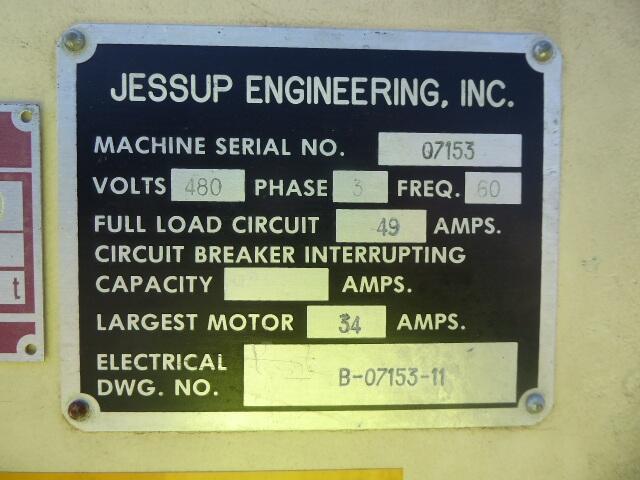 JESSUP ENGINEERING, INC.
MACHINE SERIAL NO. 07153
VOLTS 480 PHASE 3 FREQ. 60
FULL LOAD CIRCUIT 49 AMPS.
CIRCUIT BREAKER INTERRUPTING
CAPACITY AMPS.
LARGEST MOTOR 34 AMPS.
ELECTRICAL
DWG. NO. B-07153-11
t